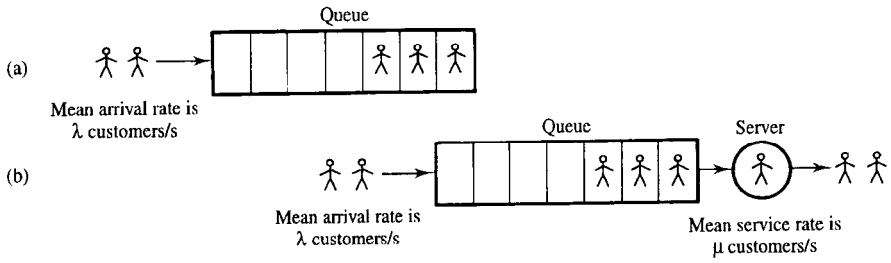 Queue
(a)
Mean arrival rate is
λ customers/s
Queue
Server
(b)
Mean arrival rate is
λ customers/s
Mean service rate is
μ customers/s